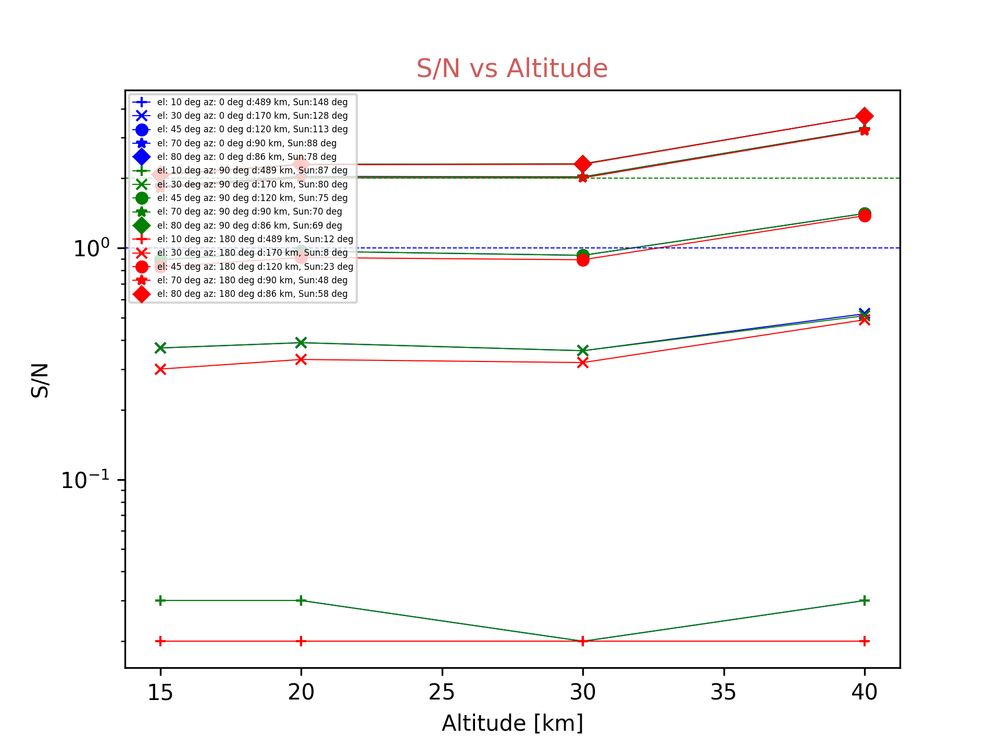 S/N vs Altitude
el: 10 deg az: 0 deg d:489 km, Sun:148 deg
el: 30 deg az: 0 deg d:170 km, Sun:128 deg
el: 45 deg az: 0 deg d:120 km, Sun:113 deg
el: 70 deg az: 0 deg d:90 km, Sun:88 deg
el: 80 deg az: 0 deg d:86 km, Sun:78 deg
el: 10 deg az: 90 deg d:489 km, Sun:87 deg
el: 30 deg az: 90 deg d:170 km, Sun:80 deg
el: 45 deg az: 90 deg d:120 km, Sun:75 deg
el: 70 deg az: 90 deg d:90 km, Sun:70 deg
el: 80 deg az: 90 deg d:86 km, Sun:69 deg
el: 10 deg az: 180 deg d:489 km, Sun:12 deg
el: 30 deg az: 180 deg d:170 km, Sun:8 deg
el: 45 deg az: 180 deg d:120 km, Sun:23 deg
el: 70 deg az: 180 deg d:90 km, Sun:48 deg
el: 80 deg az: 180 deg d:86 km, Sun:58 deg
10⁰
10⁻¹
S/N
15 20 25 30 35 40
Altitude [km]